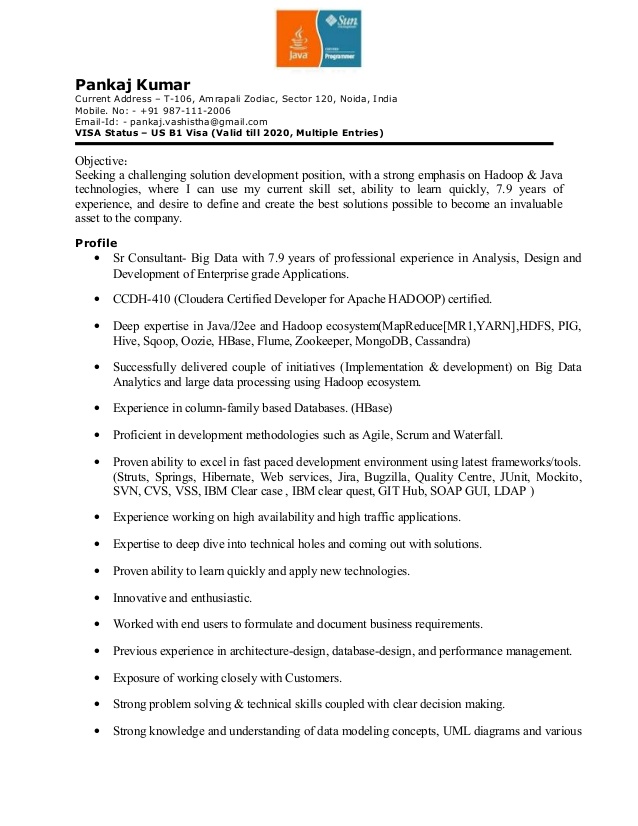 Java
Sun
Programmer
Pankaj Kumar
Current Address – T-106, Amrapali Zodiac, Sector 120, Noida, India
Mobile. No: - +91 987-111-2006
Email-Id: - pankaj.vashistha@gmail.com
VISA Status – US B1 Visa (Valid till 2020, Multiple Entries)
Objective:
Seeking a challenging solution development position, with a strong emphasis on Hadoop & Java
technologies, where I can use my current skill set, ability to learn quickly, 7.9 years of
experience, and desire to define and create the best solutions possible to become an invaluable
asset to the company.
Profile
• Sr Consultant- Big Data with 7.9 years of professional experience in Analysis, Design and
Development of Enterprise grade Applications.
• CCDH-410 (Cloudera Certified Developer for Apache HADOOP) certified.
• Deep expertise in Java/J2ee and Hadoop ecosystem(MapReduce[MR1,YARN],HDFS, PIG,
Hive, Sqoop, Oozie, HBase, Flume, Zookeeper, MongoDB, Cassandra)
• Successfully delivered couple of initiatives (Implementation & development) on Big Data
Analytics and large data processing using Hadoop ecosystem.
• Experience in column-family based Databases. (HBase)
• Proficient in development methodologies such as Agile, Scrum and Waterfall.
• Proven ability to excel in fast paced development environment using latest frameworks/tools.
(Struts, Springs, Hibernate, Web services, Jira, Bugzilla, Quality Centre, JUnit, Mockito,
SVN, CVS, VSS, IBM Clear case , IBM clear quest, GIT Hub, SOAP GUI, LDAP )
• Experience working on high availability and high traffic applications.
• Expertise to deep dive into technical holes and coming out with solutions.
• Proven ability to learn quickly and apply new technologies.
• Innovative and enthusiastic.
• Worked with end users to formulate and document business requirements.
• Previous experience in architecture-design, database-design, and performance management.
• Exposure of working closely with Customers.
• Strong problem solving & technical skills coupled with clear decision making.
• Strong knowledge and understanding of data modeling concepts, UML diagrams and various